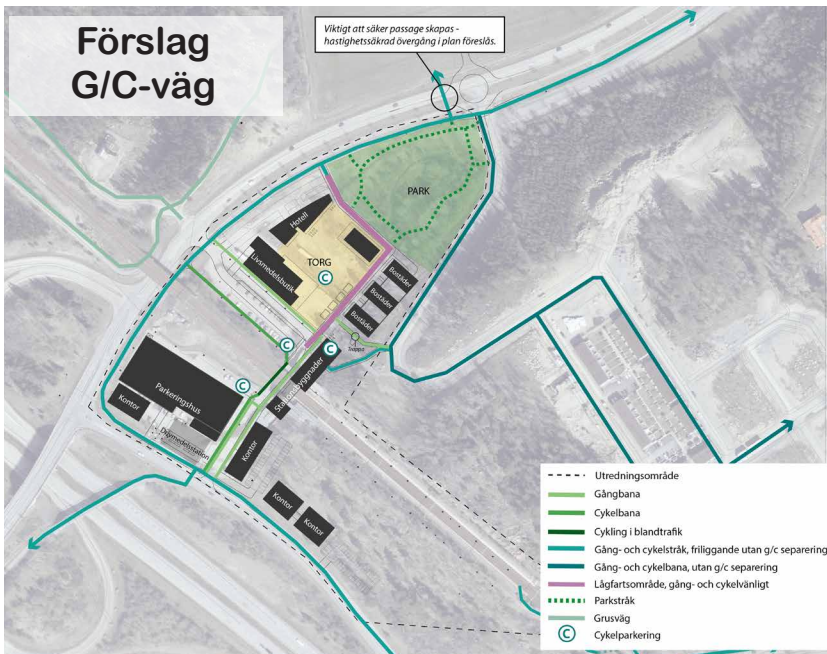 Förslag
G/C-väg
Viktigt att säker passage skapas -
hastighetssäkrad övergång i plan föreslås.
PARK
Hotell
TORG
Livsmedelsbutik
C
Bostäder
Bostäder
Bostäder
Trappa
C
C
C
Stationsbyggnader
Parkeringshus
Kontor
Drivmedelsstation
Kontor
Kontor
Kontor
Utredningsområde
Gångbana
Cykelbana
Cykling i blandtrafik
Gång- och cykelstråk, friliggande utan g/c separering
Gång- och cykelbana, utan g/c separering
Lågfartsområde, gång- och cykelvänligt
Parkstråk
Grusväg
C Cykelparkering